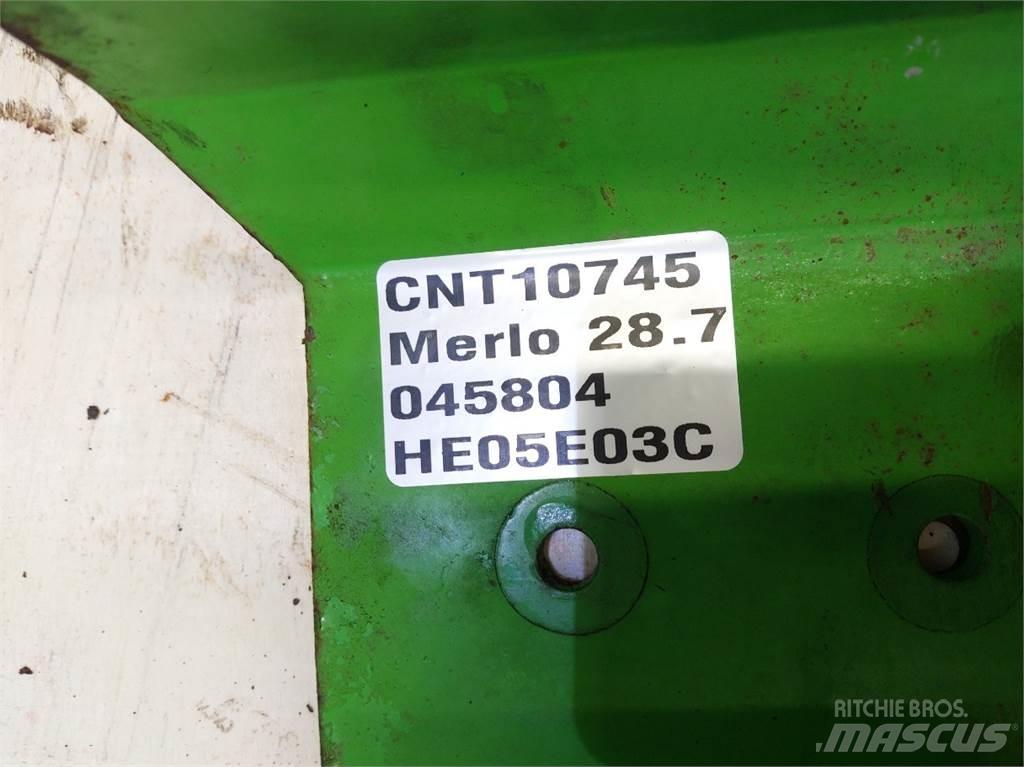 CNT10745
Merlo 28.7
045804
HE05E03C
RITCHIE BROS.
MASCUS